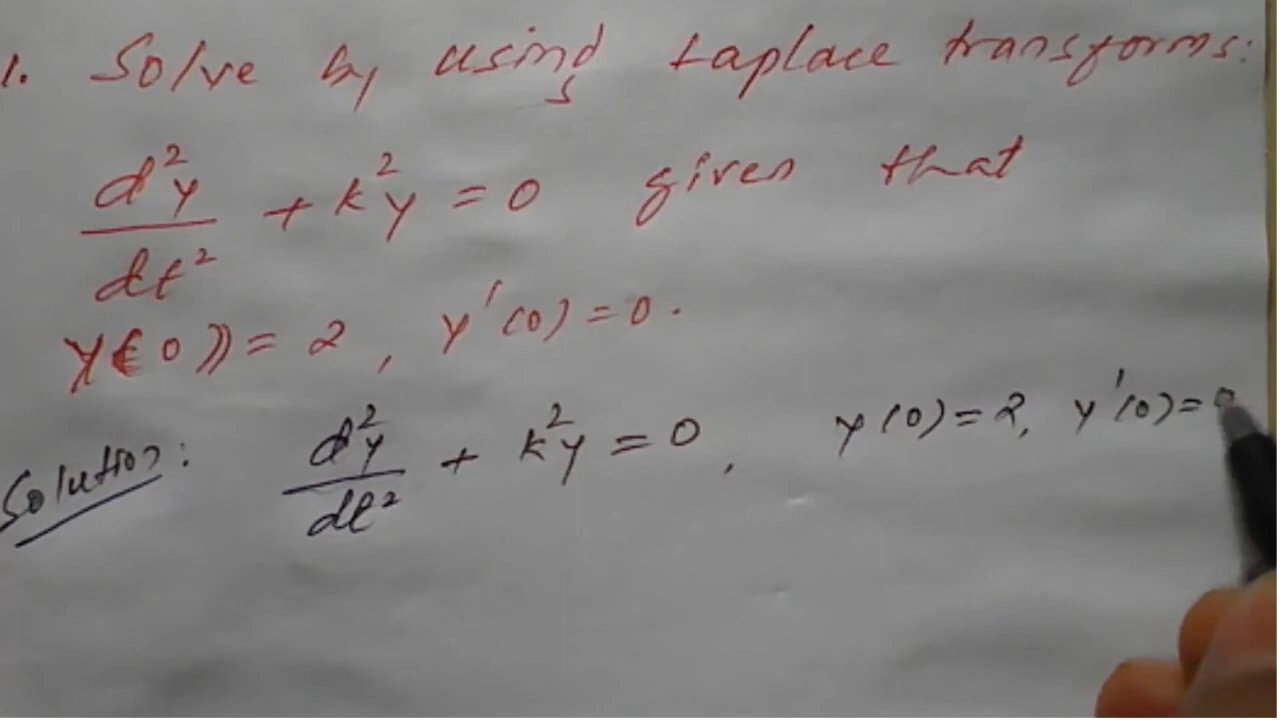 1. Solve by using Laplace transforms:
d²y/dt² + k²y = 0 given that
y(0) = 2, y'(0) = 0.
Solution: d²y/dt² + k²y = 0, y(0) = 2, y'(0) = 0